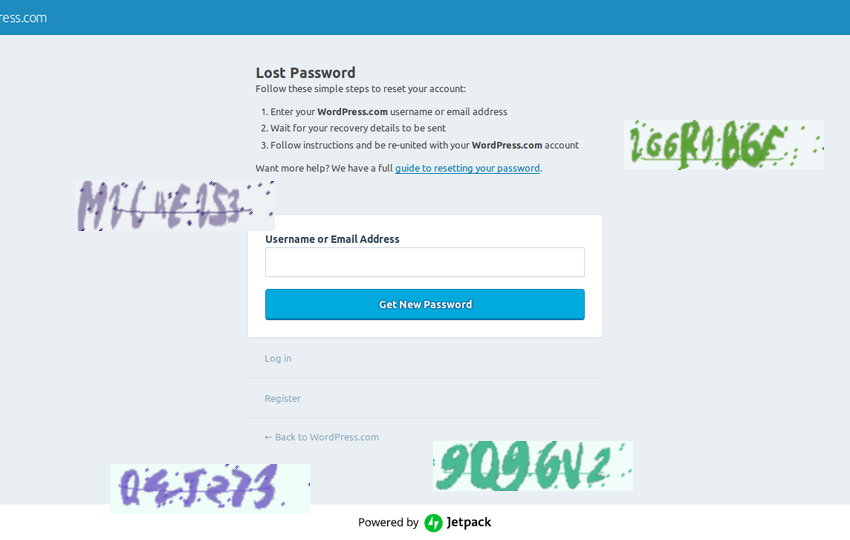 ress.com
Lost Password
Follow these simple steps to reset your account:
1. Enter your WordPress.com username or email address
2. Wait for your recovery details to be sent
3. Follow instructions and be re-united with your WordPress.com account
Want more help? We have a full guide to resetting your password.
Username or Email Address
Get New Password
Log in
Register
← Back to WordPress.com
9Q96V2
Powered by Jetpack